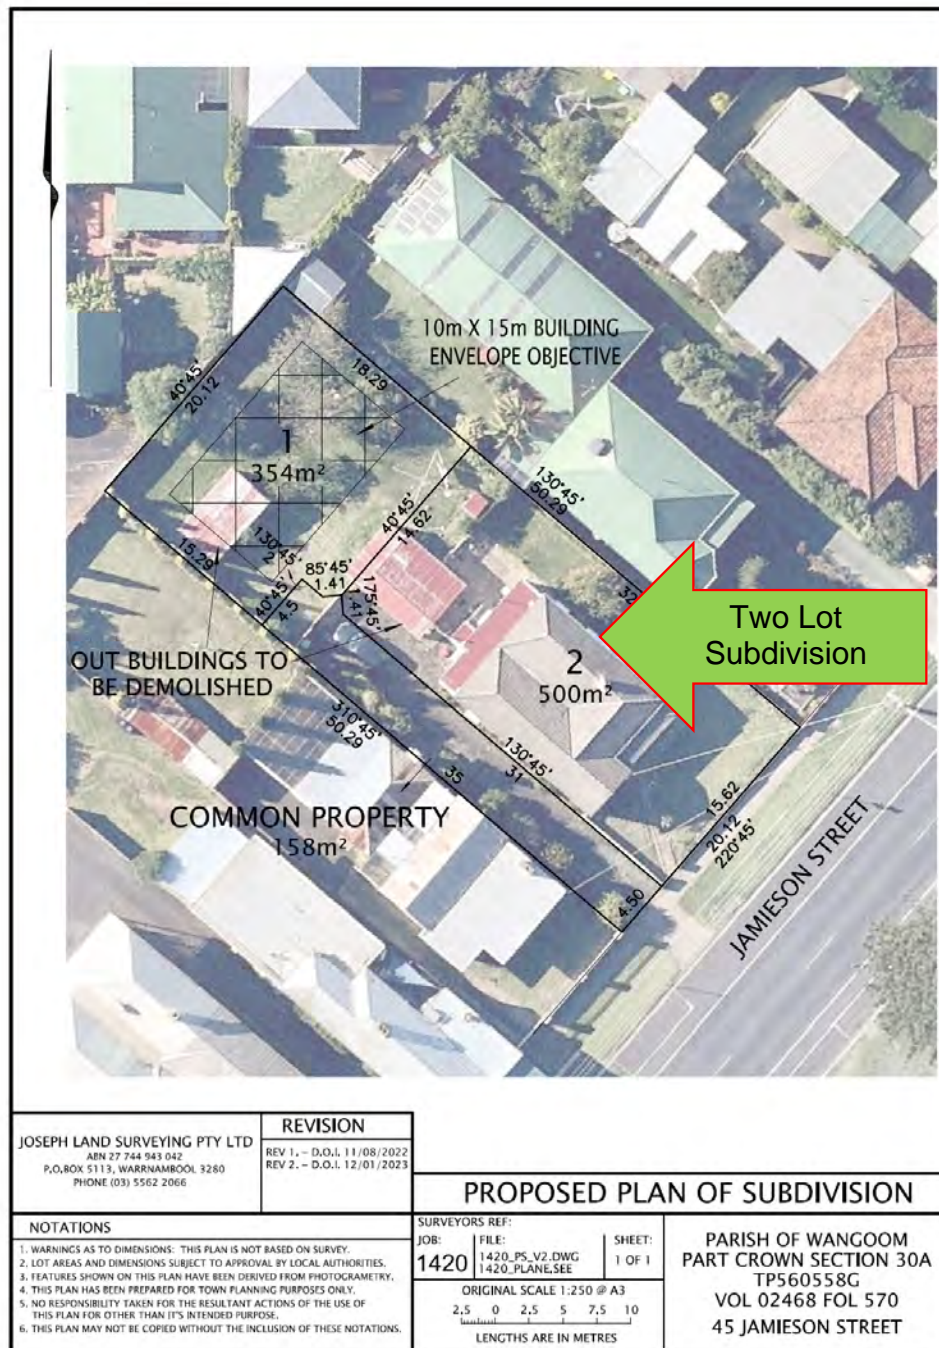 10m X 15m BUILDING
ENVELOPE OBJECTIVE
40°45'
20.12
18.29
1
354m²
130°45'
50.29
40°45'
14.62
15.29
130°45'
2
85°45'
1.41
175°45'
1.41
40°45'
4.5
32
Two Lot
Subdivision
OUT BUILDINGS TO
BE DEMOLISHED
2
500m²
310°45'
50.29
35
130°45'
31
COMMON PROPERTY
158m²
15.62
20.12
220°45'
4.50
JAMIESON STREET
JOSEPH LAND SURVEYING PTY LTD
ABN 27 744 943 042
P.O.BOX 5113, WARRNAMBOOL 3280
PHONE (03) 5562 2066
REVISION
REV 1. - D.O.I. 11/08/2022
REV 2. - D.O.I. 12/01/2023
PROPOSED PLAN OF SUBDIVISION
NOTATIONS
1. WARNINGS AS TO DIMENSIONS: THIS PLAN IS NOT BASED ON SURVEY.
2. LOT AREAS AND DIMENSIONS SUBJECT TO APPROVAL BY LOCAL AUTHORITIES.
3. FEATURES SHOWN ON THIS PLAN HAVE BEEN DERIVED FROM PHOTOGRAMETRY.
4. THIS PLAN HAS BEEN PREPARED FOR TOWN PLANNING PURPOSES ONLY.
5. NO RESPONSIBILITY TAKEN FOR THE RESULTANT ACTIONS OF THE USE OF
THIS PLAN FOR OTHER THAN IT'S INTENDED PURPOSE.
6. THIS PLAN MAY NOT BE COPIED WITHOUT THE INCLUSION OF THESE NOTATIONS.
SURVEYORS REF:
JOB:
1420
FILE:
1420_PS_V2.DWG
1420_PLANE.SEE
SHEET:
1 OF 1
ORIGINAL SCALE 1:250 @ A3
2.5 0 2.5 5 7.5 10
LENGTHS ARE IN METRES
PARISH OF WANGOOM
PART CROWN SECTION 30A
TP560558G
VOL 02468 FOL 570
45 JAMIESON STREET